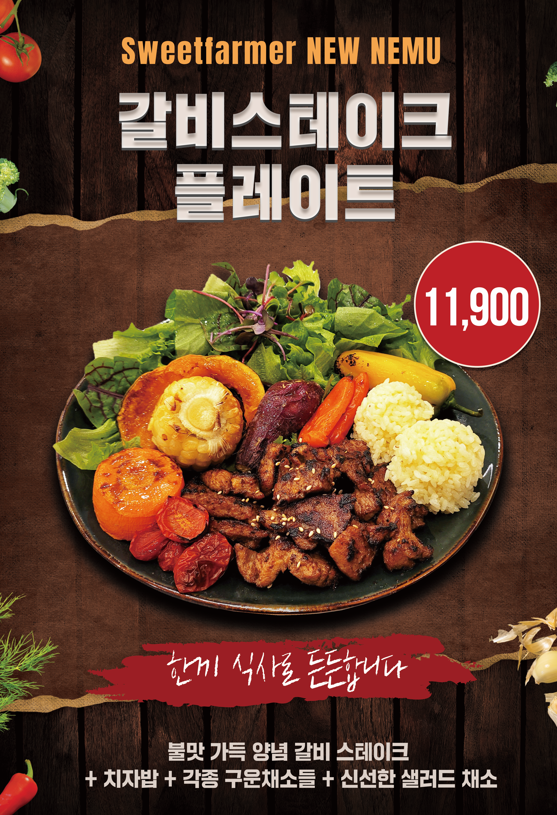 Sweetfarmer NEW NEMU
갈비스테이크
플레이트
11,900
한끼 식사로 든든합니다
불맛 가득 양념 갈비 스테이크
+ 치자밥 + 각종 구운채소들 + 신선한 샐러드 채소